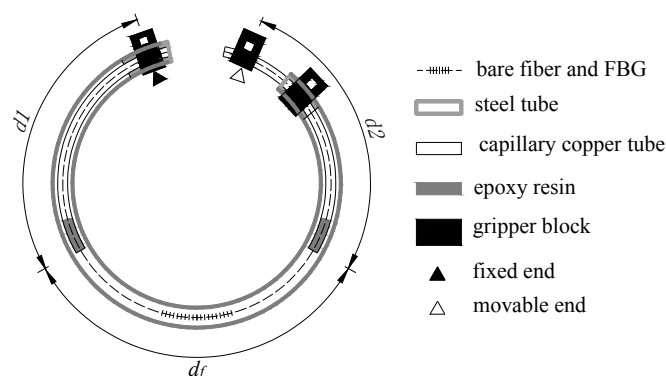 d1
d2
df
bare fiber and FBG
steel tube
capillary copper tube
epoxy resin
gripper block
fixed end
movable end